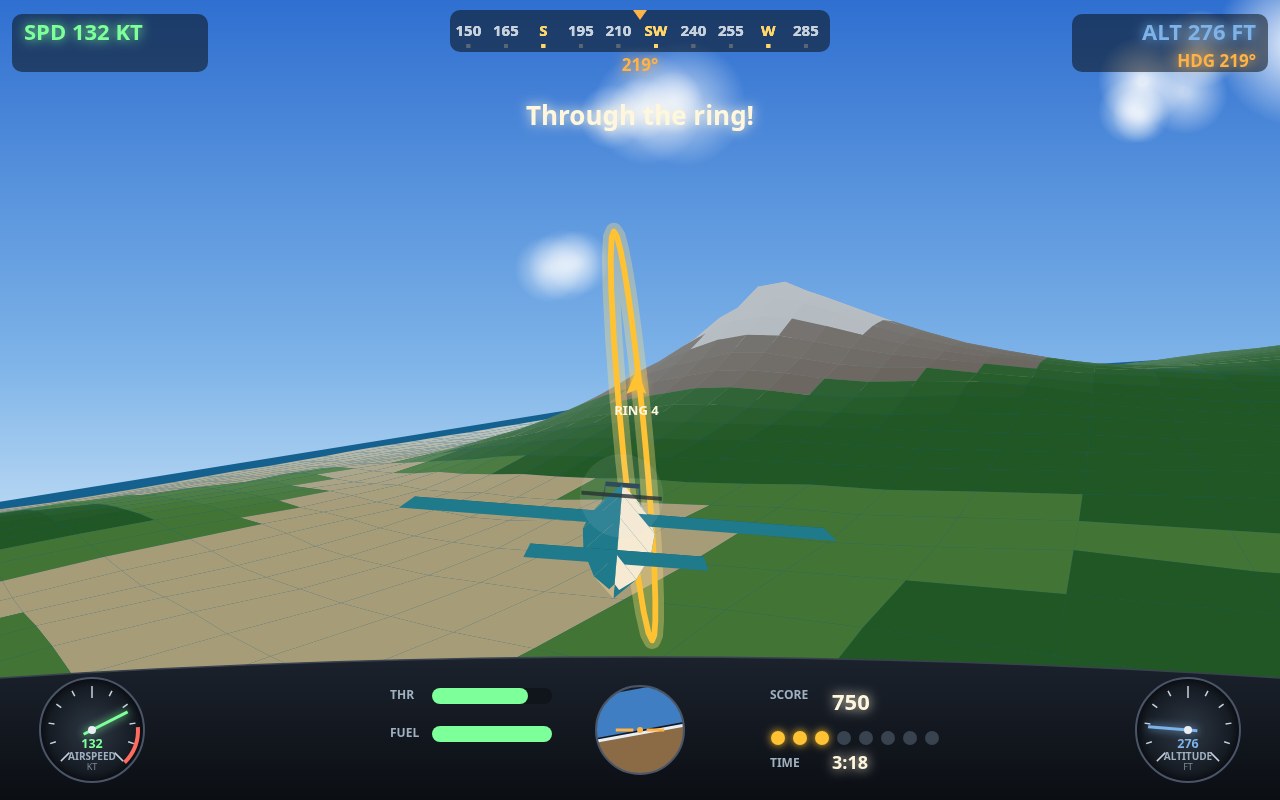 SPD 132 KT
150 165 S 195 210 SW 240 255 W 285
219°
ALT 276 FT
HDG 219°
Through the ring!
RING 4
THR
FUEL
SCORE 750
TIME 3:18
132
AIRSPEED
KT
276
ALTITUDE
FT